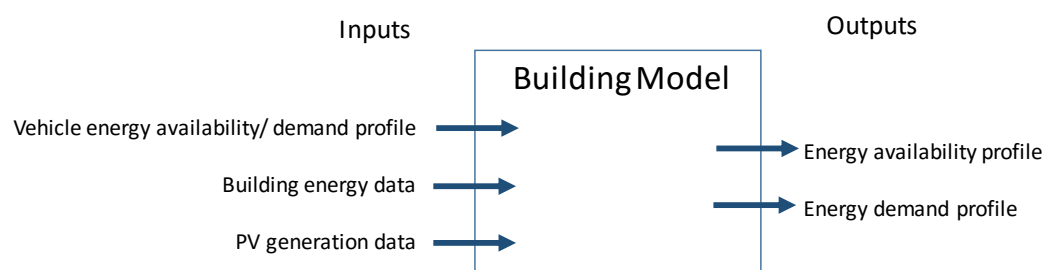 Inputs
Outputs
Building Model
Vehicle energy availability/ demand profile
Building energy data
PV generation data
Energy availability profile
Energy demand profile